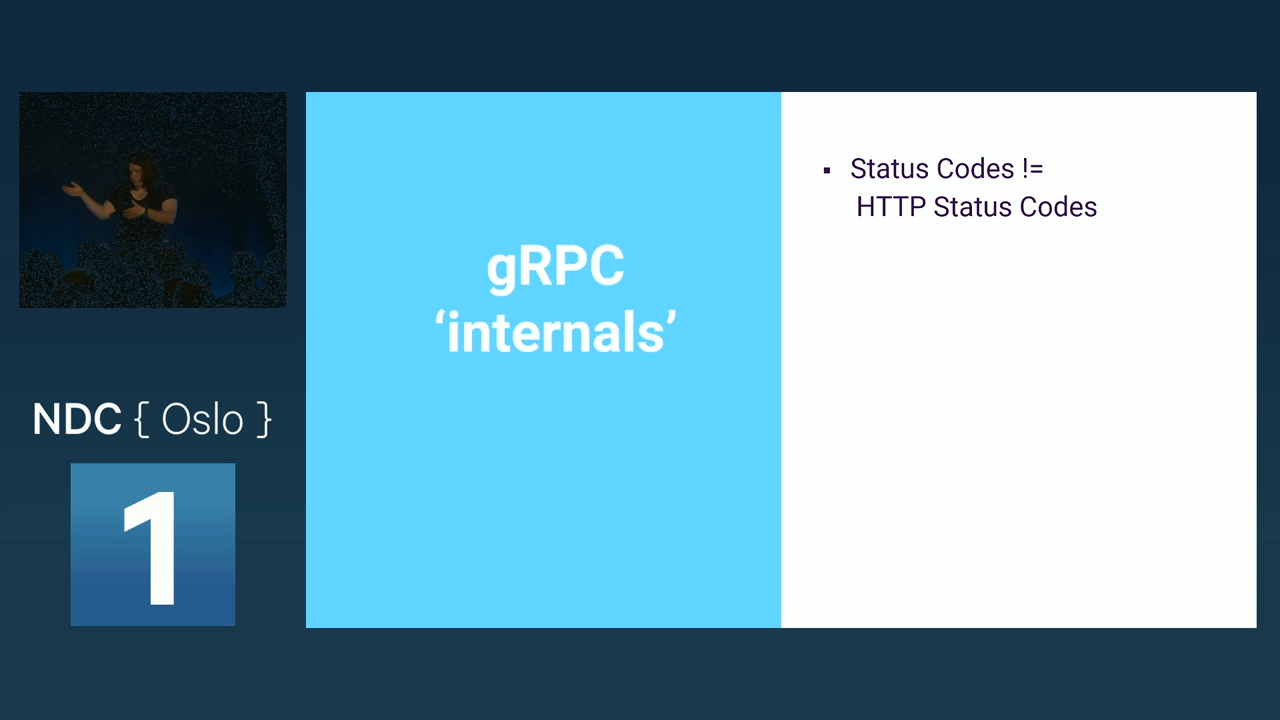 NDC { Oslo }
1
gRPC
‘internals’
▪ Status Codes !=
HTTP Status Codes